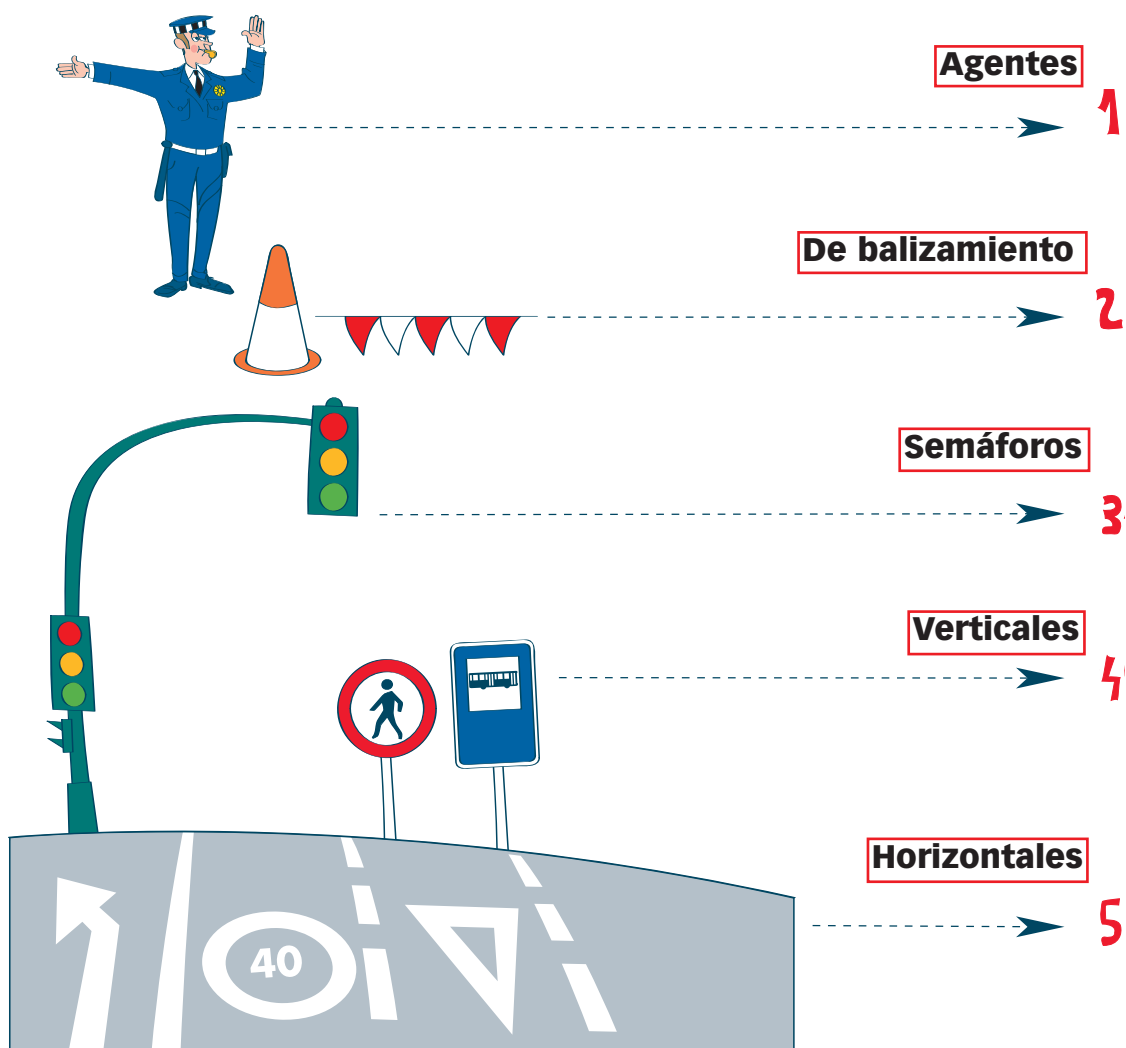 Agentes
1
De balizamiento
2
Semáforos
3
Verticales
4
Horizontales
5
40